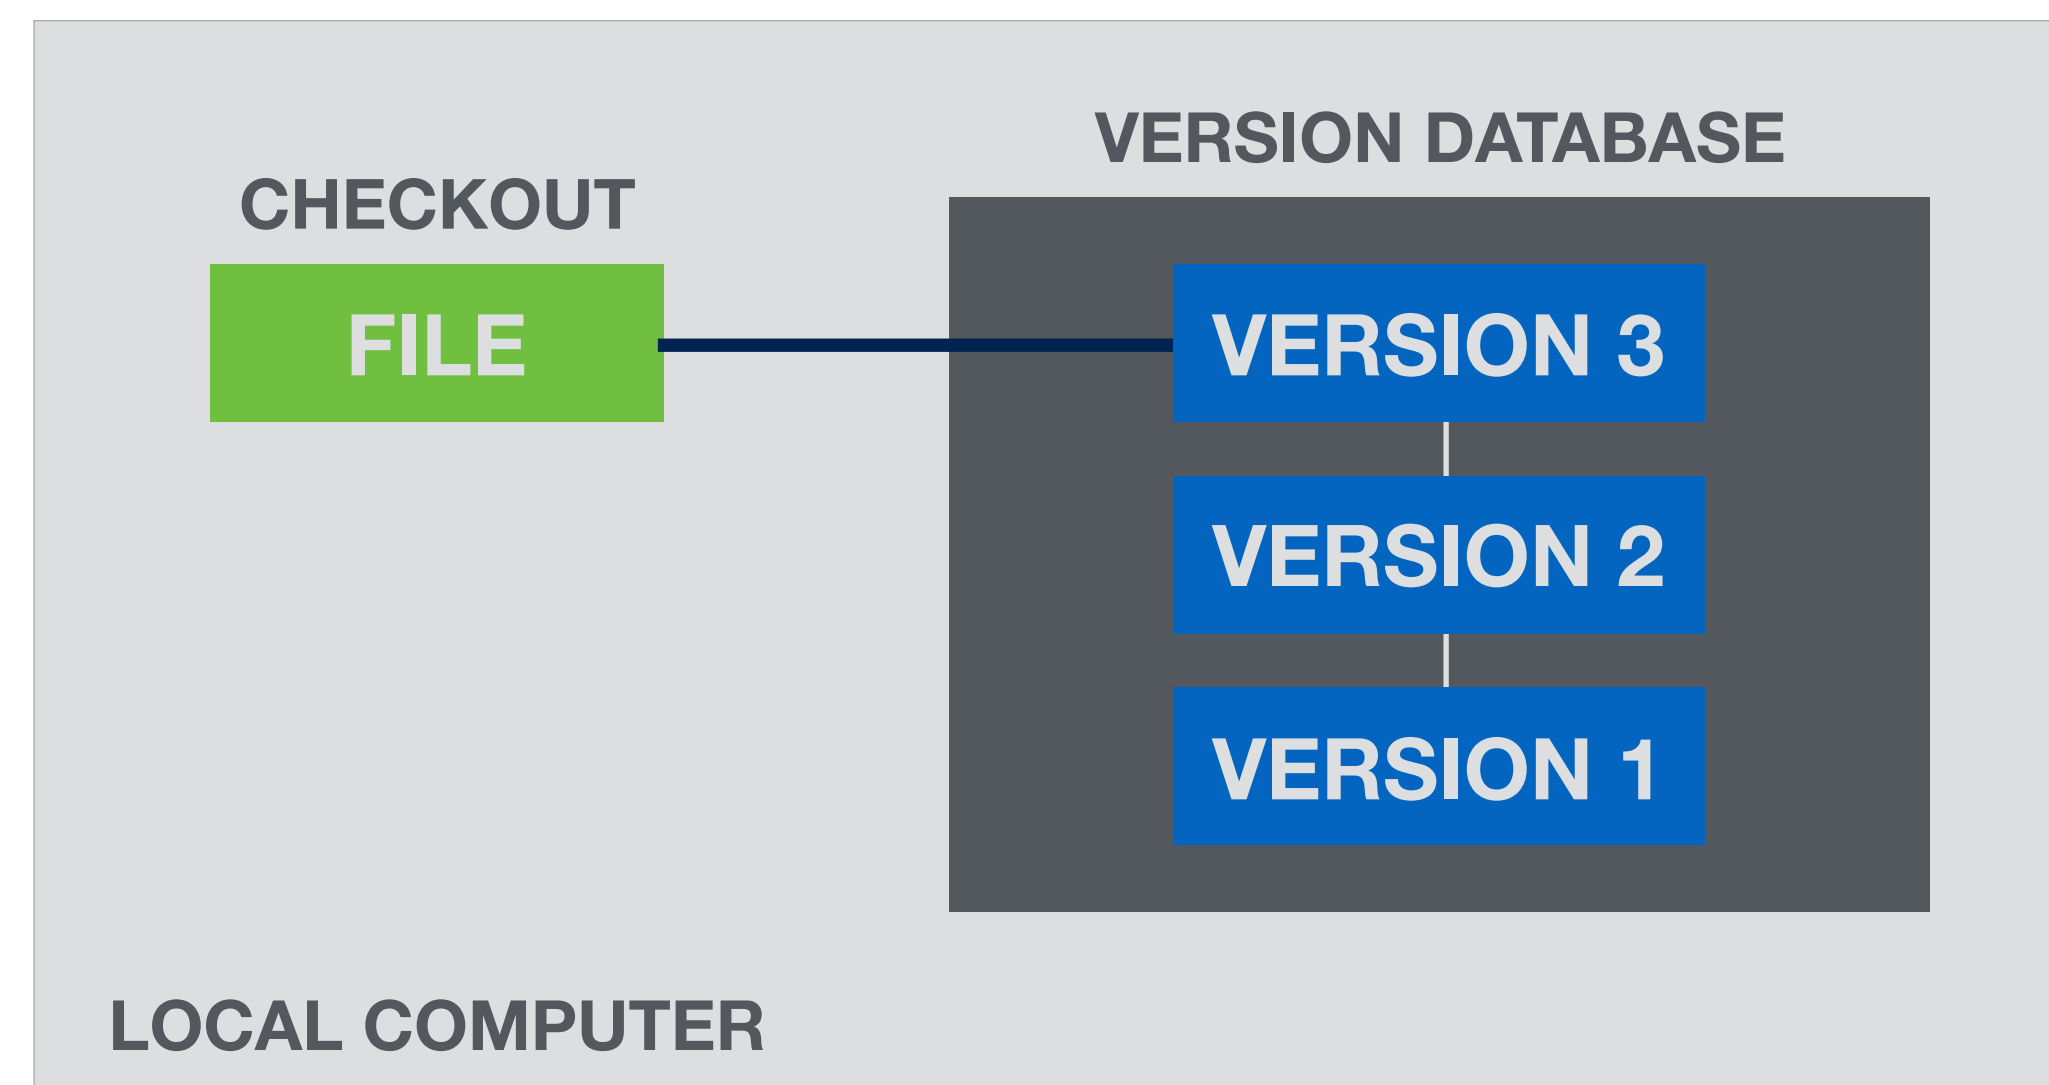 VERSION DATABASE
CHECKOUT
FILE
VERSION 3
VERSION 2
VERSION 1
LOCAL COMPUTER